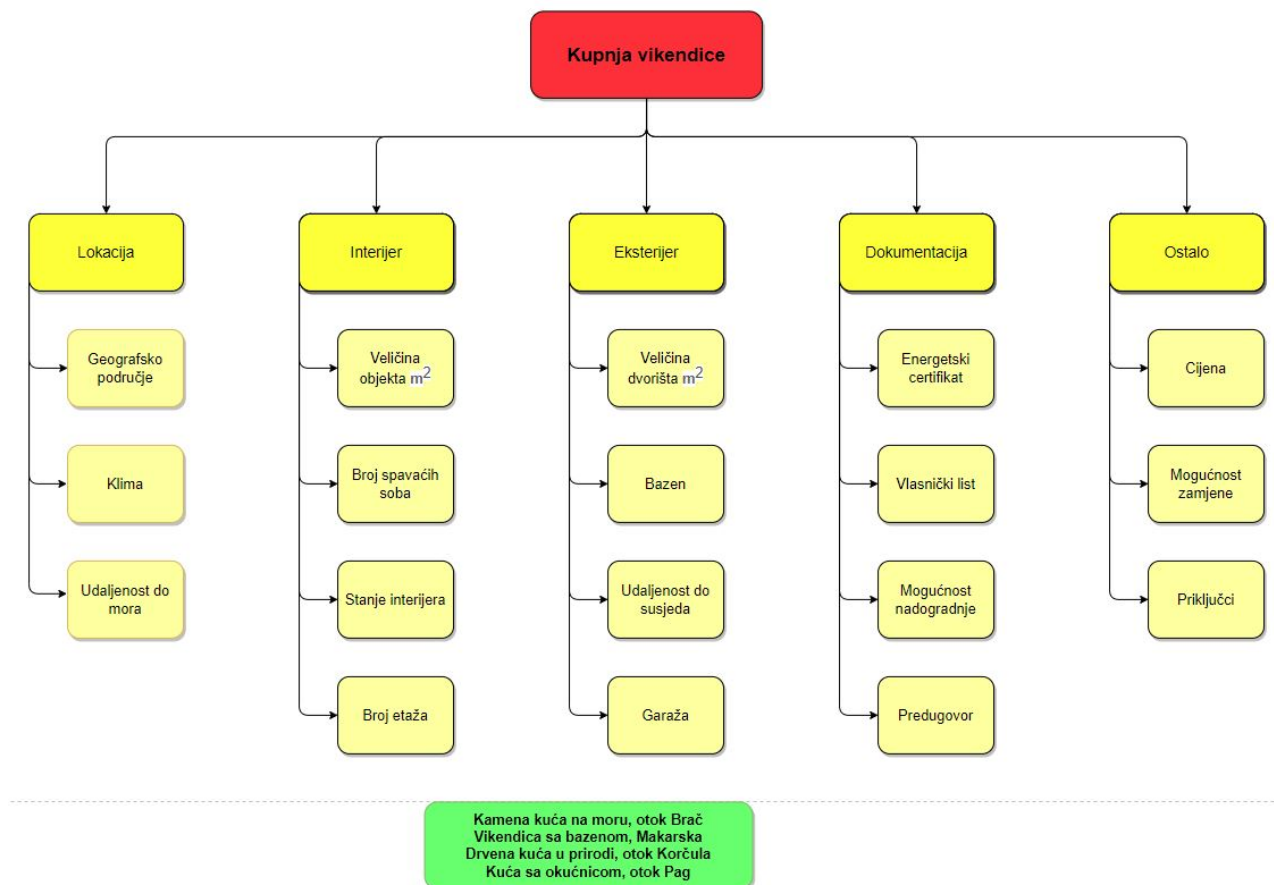 Kupnja vikendice
Lokacija
Interijer
Eksterijer
Dokumentacija
Ostalo
Geografsko
područje
Veličina
objekta m²
Veličina
dvorišta m²
Energetski
certifikat
Cijena
Klima
Broj spavaćih
soba
Bazen
Vlasnički list
Mogućnost
zamjene
Udaljenost do
mora
Stanje interijera
Udaljenost do
susjeda
Mogućnost
nadogradnje
Priključci
Broj etaža
Garaža
Predugovor
Kamena kuća na moru, otok Brač
Vikendica sa bazenom, Makarska
Drvena kuća u prirodi, otok Korčula
Kuća sa okućnicom, otok Pag